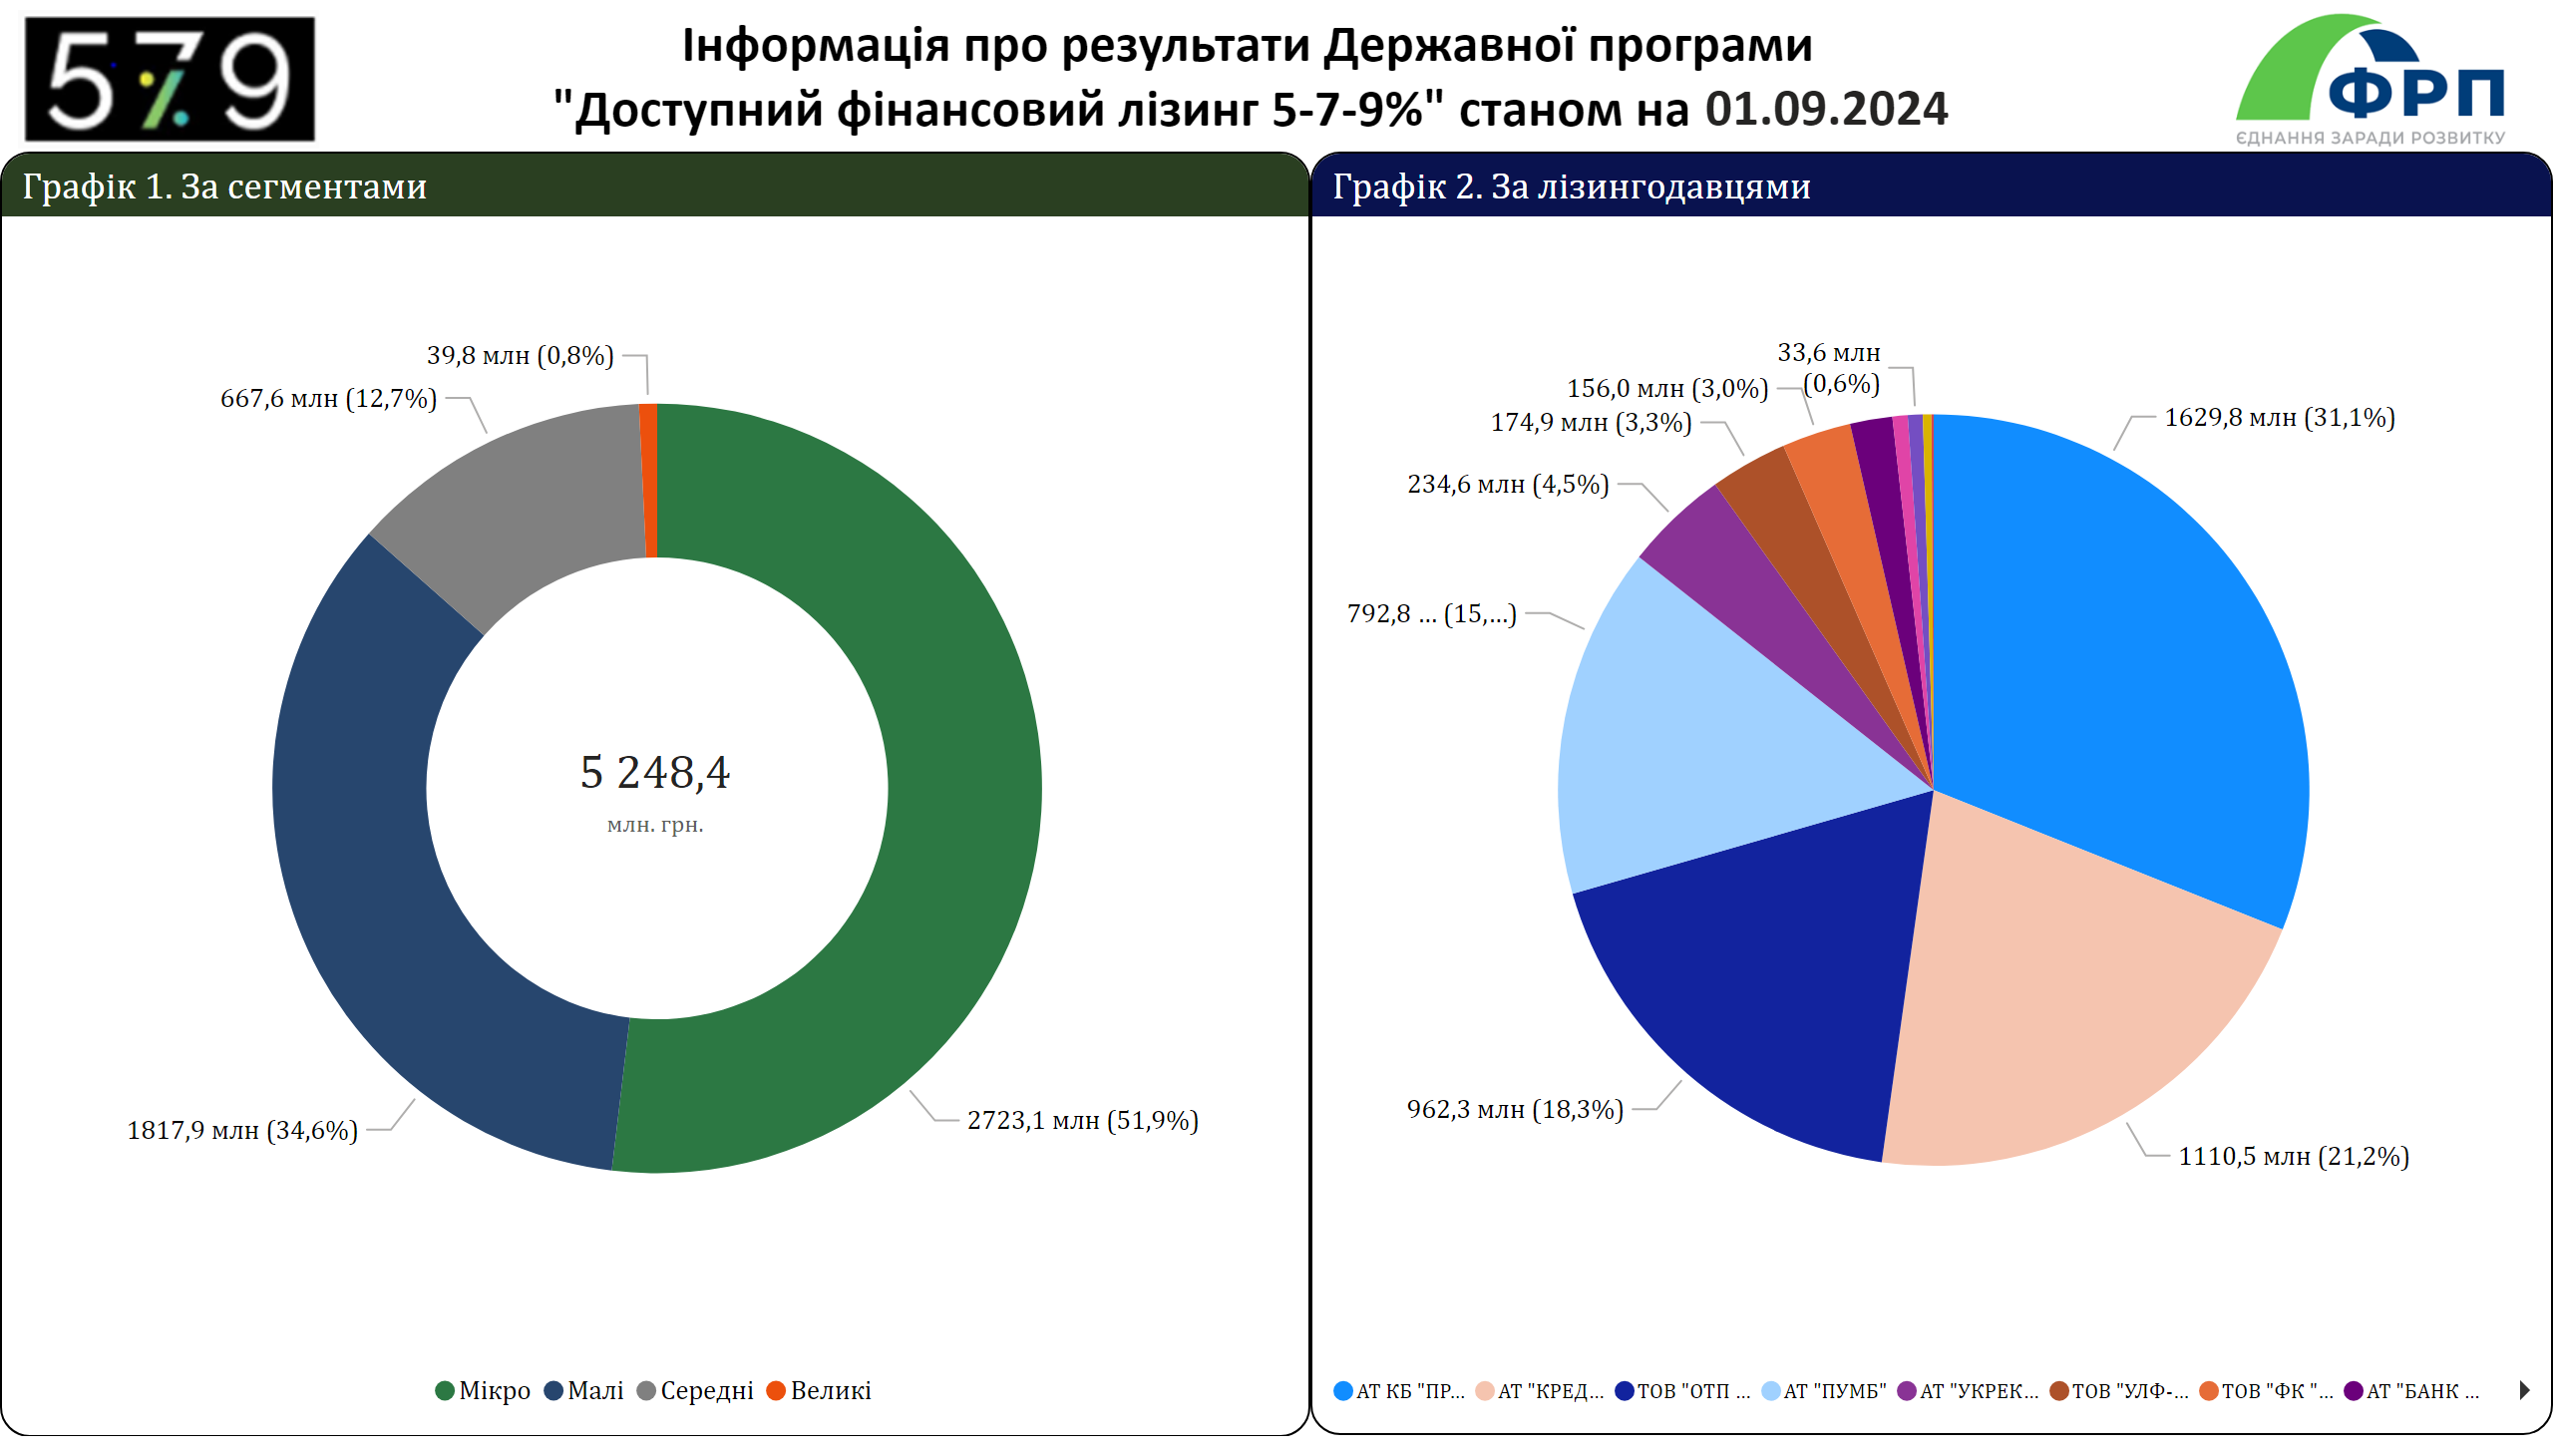 579
Інформація про результати Державної програми
"Доступний фінансовий лізинг 5-7-9%" станом на 01.09.2024
ФРП
ЄДНАННЯ ЗАРАДИ РОЗВИТКУ
Графік 1. За сегментами
39,8 млн (0,8%)
667,6 млн (12,7%)
5 248,4
млн. грн.
1817,9 млн (34,6%)
2723,1 млн (51,9%)
Мікро Малі Середні Великі
Графік 2. За лізингодавцями
33,6 млн
(0,6%)
156,0 млн (3,0%)
174,9 млн (3,3%)
234,6 млн (4,5%)
792,8 ... (15,...)
962,3 млн (18,3%)
1629,8 млн (31,1%)
1110,5 млн (21,2%)
АТ КБ "ПР... АТ "КРЕД... ТОВ "ОТП ... АТ "ПУМБ" АТ "УКРЕК... ТОВ "УЛФ-... ТОВ "ФК "... АТ "БАНК ...